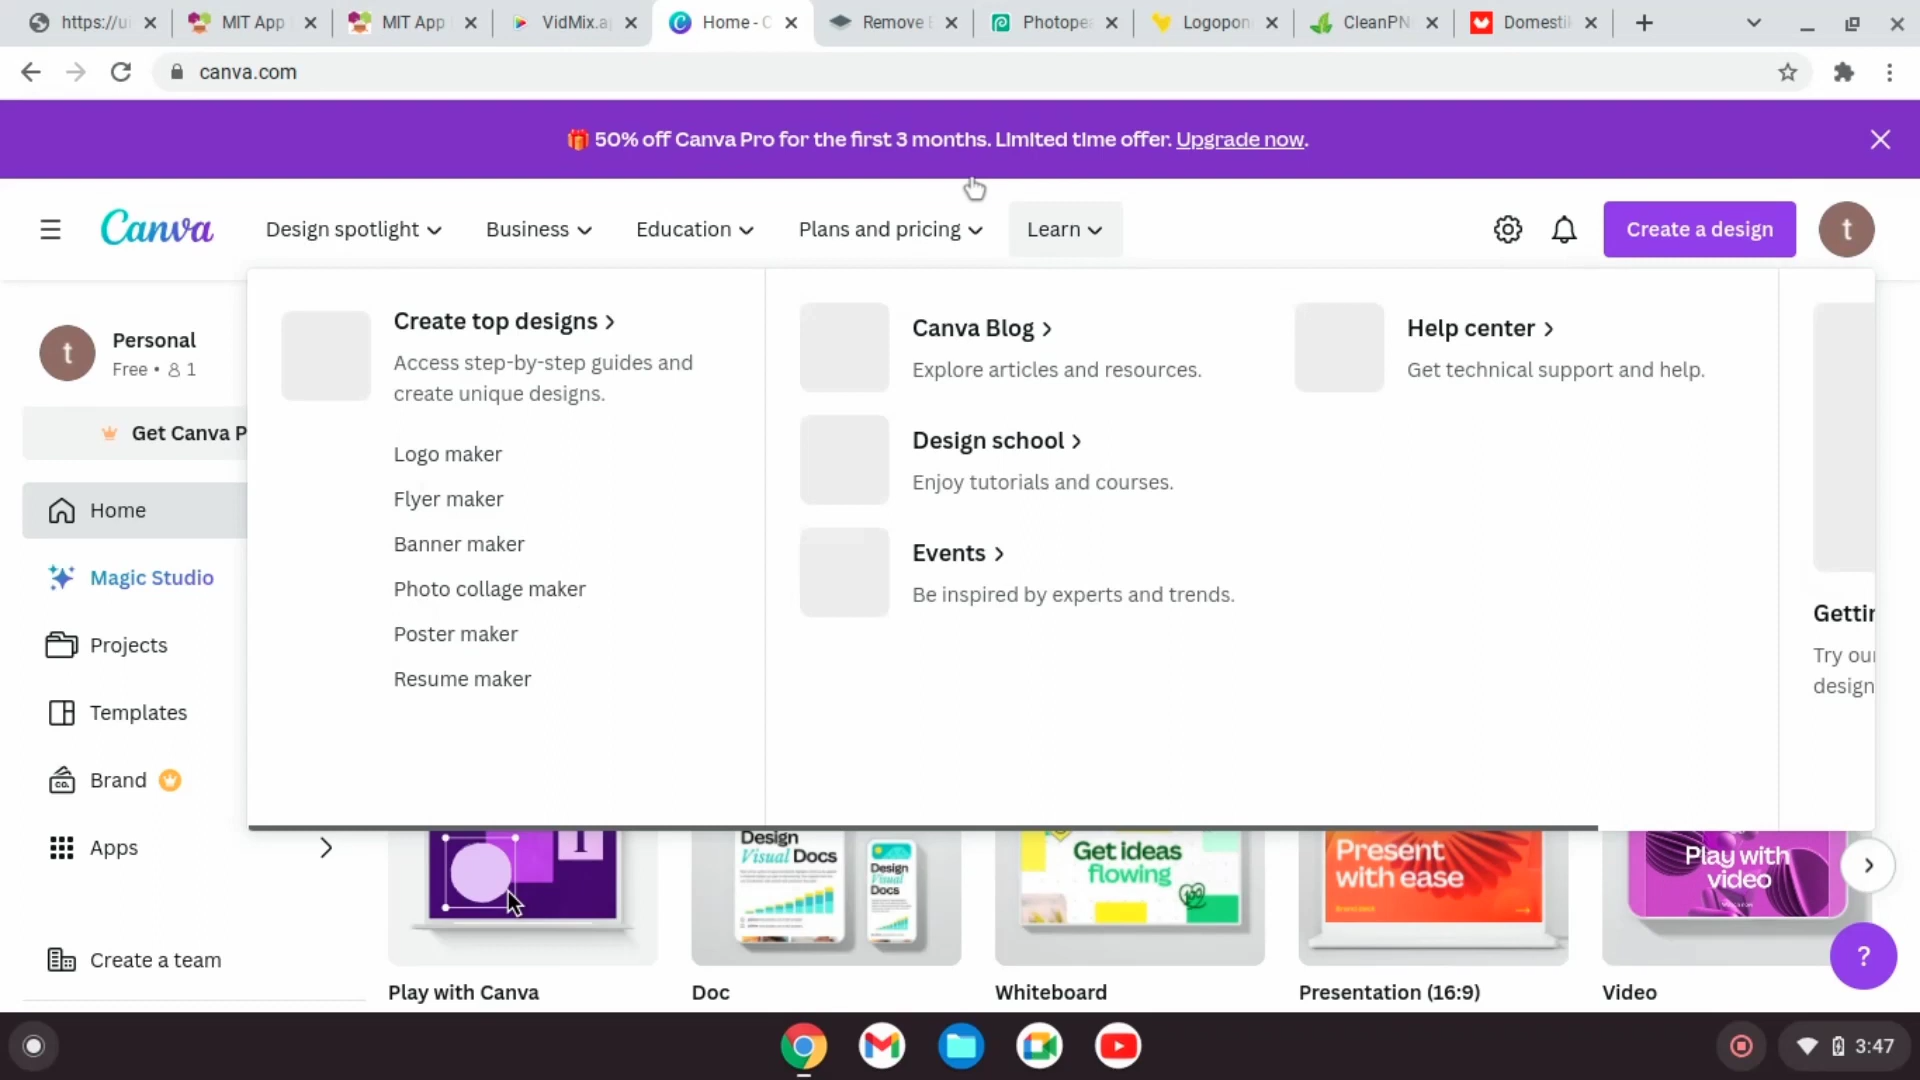 https://ui
MIT App
MIT App
VidMix.a
Home - C
Remove
Photope
Logopon
CleanPN
Domesti
canva.com
50% off Canva Pro for the first 3 months. Limited time offer. Upgrade now.
Canva
Design spotlight
Business
Education
Plans and pricing
Learn
Create a design
t
t
Personal
Free • 1
Get Canva P
Home
Magic Studio
Projects
Templates
Brand
Apps
Create a team
Create top designs
Access step-by-step guides and
create unique designs.
Logo maker
Flyer maker
Banner maker
Photo collage maker
Poster maker
Resume maker
Canva Blog
Explore articles and resources.
Design school
Enjoy tutorials and courses.
Events
Be inspired by experts and trends.
Help center
Get technical support and help.
Gettin
Try our
design
T
Design
Visual Docs
Design
Visual
Docs
Get ideas
flowing
Present
with ease
Play with
video
?
Play with Canva
Doc
Whiteboard
Presentation (16:9)
Video
3:47